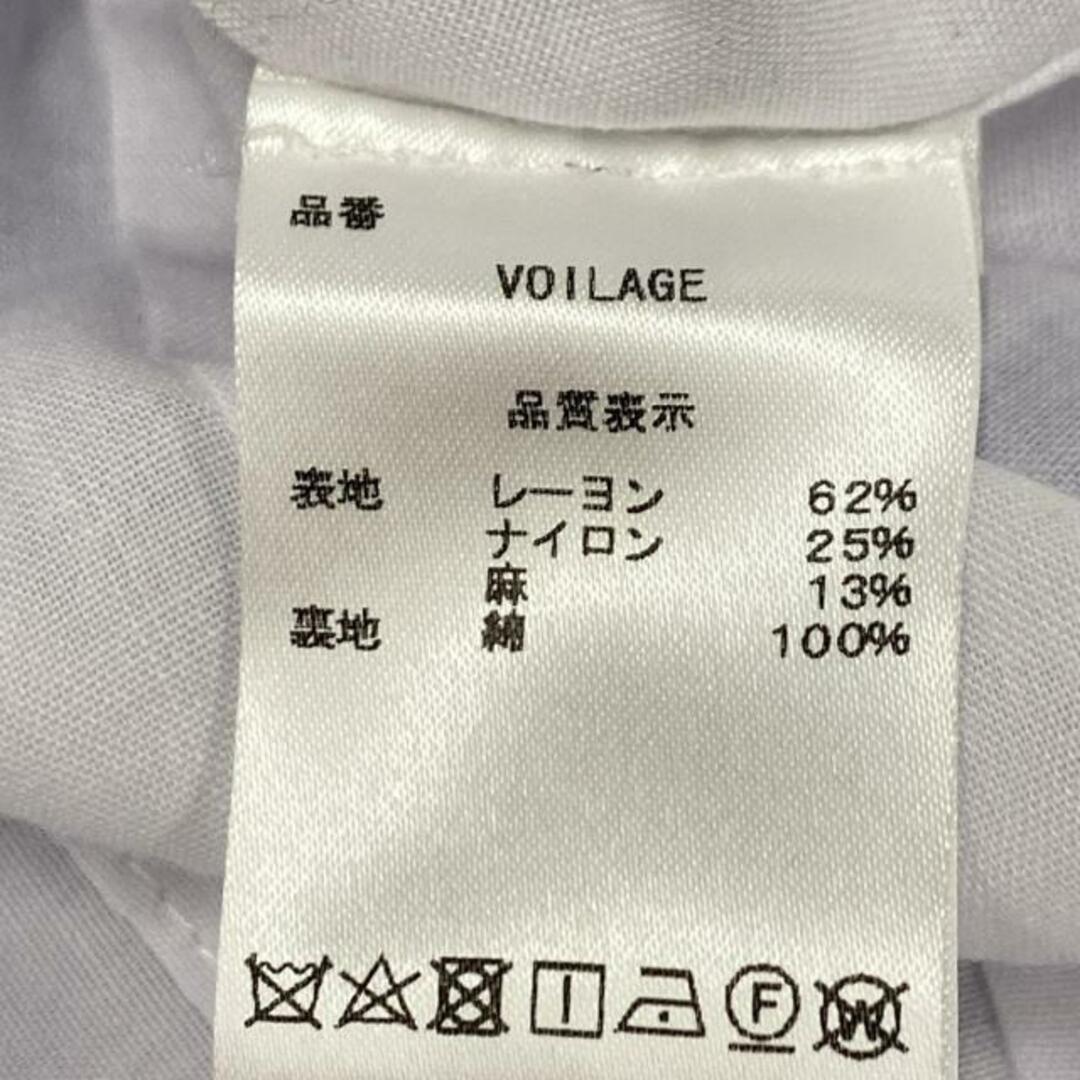 品番
VOILAGE
品質表示
表地 レーヨン 62%
ナイロン 25%
麻 13%
裏地 綿 100%
F W